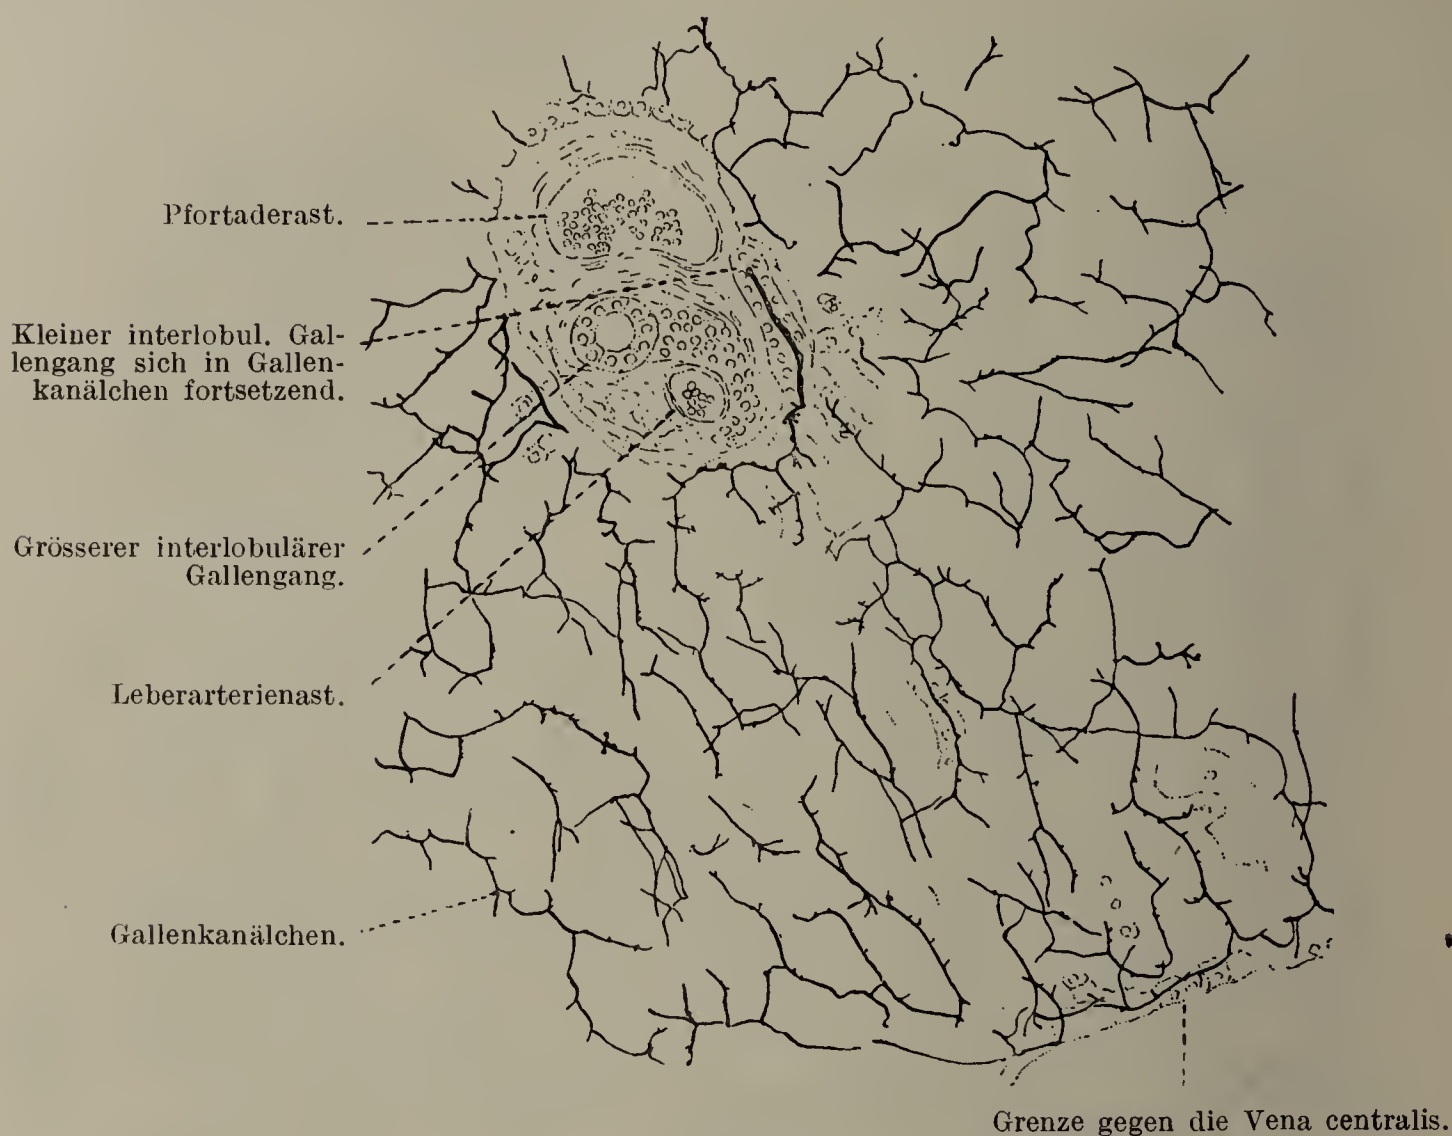 Pfortaderast.
Kleiner interlobul. Gal-
lengang sich in Gallen-
kanälchen fortsetzend.
Grösserer interlobulärer
Gallengang.
Leberarterienast.
Gallenkanälchen.
Grenze gegen die Vena centralis.